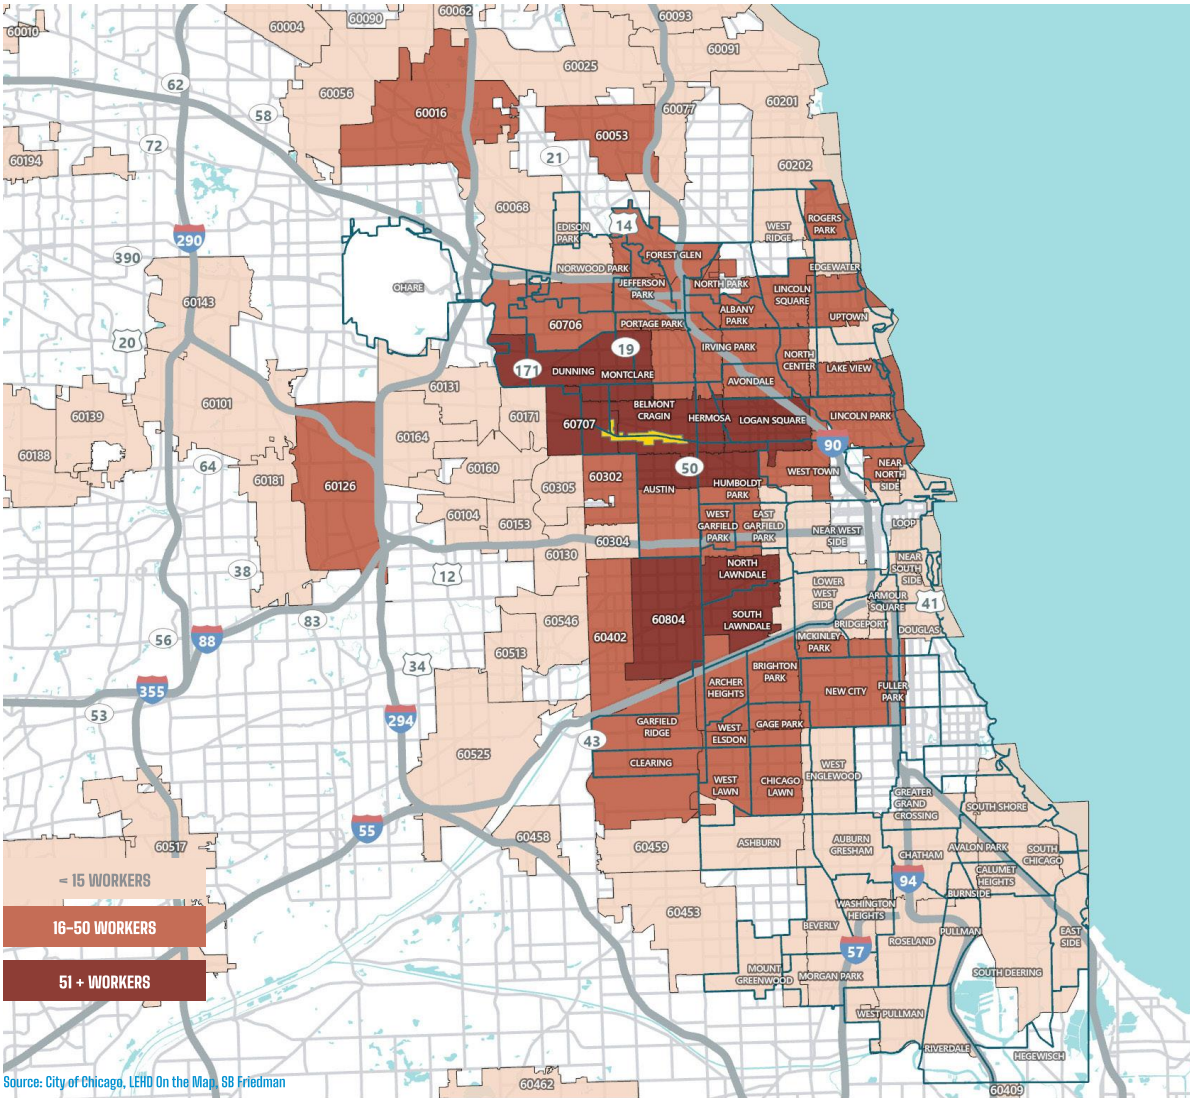 60062
60093
60090
60004
60010
60091
60025
62
60056
60201
60077
58
60016
60053
72
21
60194
60202
60068
ROGERS
PARK
14
EDISON
PARK
WEST
RIDGE
290
FOREST GLEN
390
NORWOOD PARK
EDGEWATER
JEFFERSON
PARK
NORTH PARK
OHARE
LINCOLN
SQUARE
60143
ALBANY
PARK
UPTOWN
60706
PORTAGE PARK
20
19
IRVING PARK
NORTH
CENTER
171
DUNNING
MONTCLARE
LAKE VIEW
60131
AVONDALE
60101
BELMONT
CRAGIN
60139
60171
60707
HERMOSA
LOGAN SQUARE
LINCOLN PARK
60164
90
60188
64
60160
50
WEST TOWN
NEAR
NORTH
SIDE
60181
60126
60302
60305
AUSTIN
HUMBOLDT
PARK
60104
60153
WEST
GARFIELD
PARK
EAST
GARFIELD
PARK
LOOP
NEAR WEST
SIDE
60304
60130
NEAR
SOUTH
SIDE
38
12
NORTH
LAWNDALE
LOWER
WEST
SIDE
ARMOUR
SQUARE
41
83
60546
60804
SOUTH
LAWNDALE
BRIDGEPORT
DOUGLAS
56
88
60402
MCKINLEY
PARK
60513
34
BRIGHTON
PARK
355
ARCHER
HEIGHTS
NEW CITY
FULLER
PARK
53
294
GARFIELD
RIDGE
WEST
ELSDON
GAGE PARK
43
60525
CLEARING
WEST
ENGLEWOOD
WEST
LAWN
CHICAGO
LAWN
GREATER
GRAND
CROSSING
SOUTH SHORE
55
60458
60517
60459
ASHBURN
AUBURN
GRESHAM
CHATHAM
AVALON PARK
SOUTH
CHICAGO
CALUMET
HEIGHTS
< 15 WORKERS
94
BURNSIDE
60453
WASHINGTON
HEIGHTS
16-50 WORKERS
BEVERLY
PULLMAN
EAST
SIDE
ROSELAND
57
51 + WORKERS
MOUNT
GREENWOOD
MORGAN PARK
SOUTH DEERING
WEST PULLMAN
RIVERDALE
HEGEWISCH
Source: City of Chicago, LEHD On the Map, SB Friedman
60462
60409